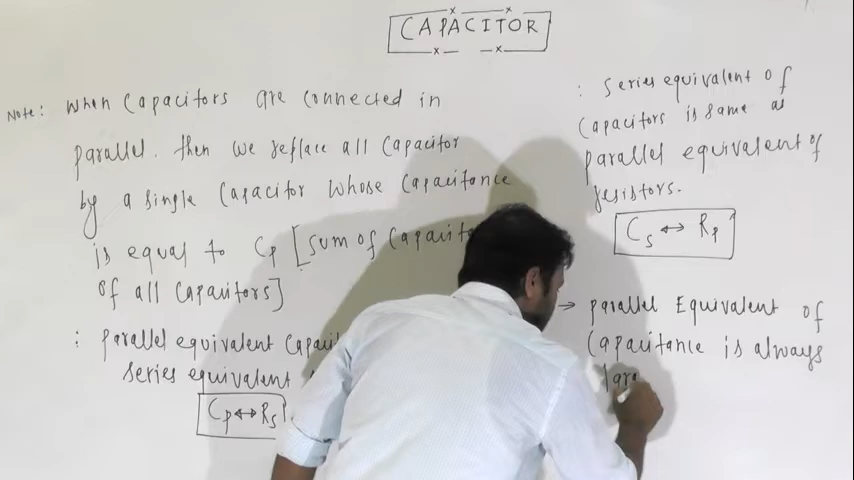 CAPACITOR
Note: When Capacitors are Connected in
parallel. then we replace all Capacitor
by a single Capacitor whose Capacitance
is equal to Cp [sum of
of all Capacitors]
: parallel equivalent
series equivalent
Cp ↔ Rs
: Series equivalent of
Capacitors is same as
parallel equivalent of
resistors.
Cs ↔ Rp
→ parallel Equivalent of
Capacitance is always